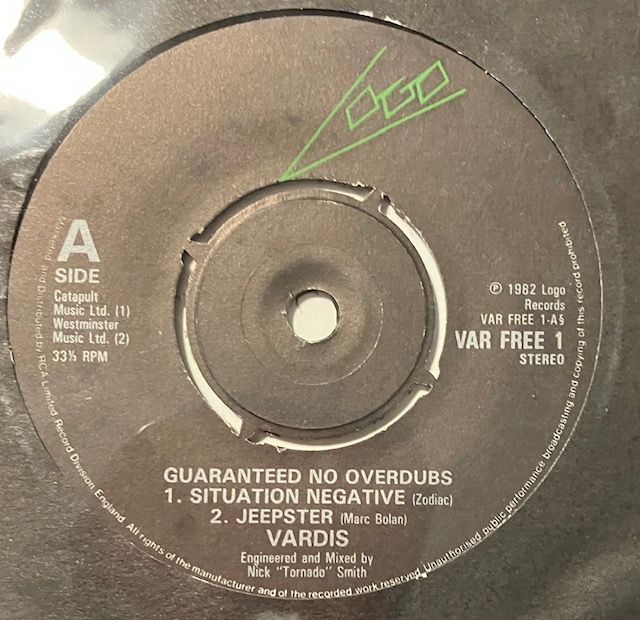 LOGO
A
SIDE
Catapult
Music Ltd. (1)
Westminster
Music Ltd. (2)
33⅓ RPM
℗ 1982 Logo
Records
VAR FREE 1-A§
VAR FREE 1
STEREO
GUARANTEED NO OVERDUBS
1. SITUATION NEGATIVE (Zodiac)
2. JEEPSTER (Marc Bolan)
VARDIS
Engineered and Mixed by
Nick "Tornado" Smith
Manufactured and Distributed by RCA Limited Record Division, England. All rights of the manufacturer and of the recorded work reserved. Unauthorised public performance broadcasting and copying of this record prohibited